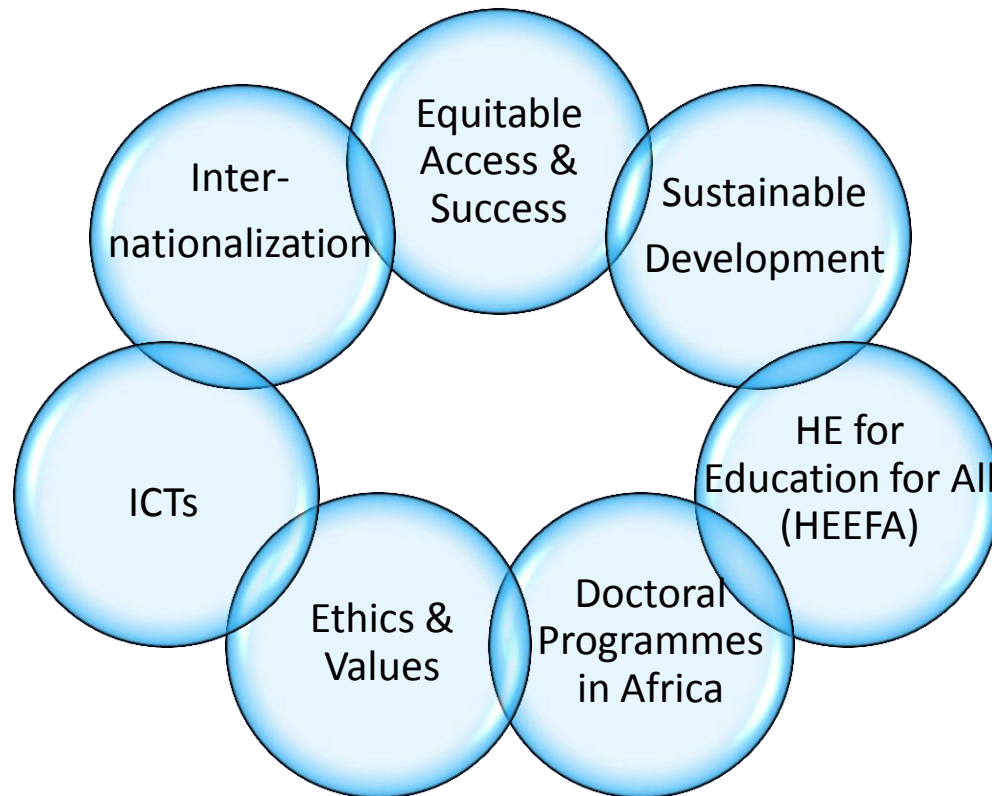 Equitable
Access &
Success
Sustainable
Development
HE for
Education for All
(HEEFA)
Doctoral
Programmes
in Africa
Ethics &
Values
ICTs
Inter-
nationalization